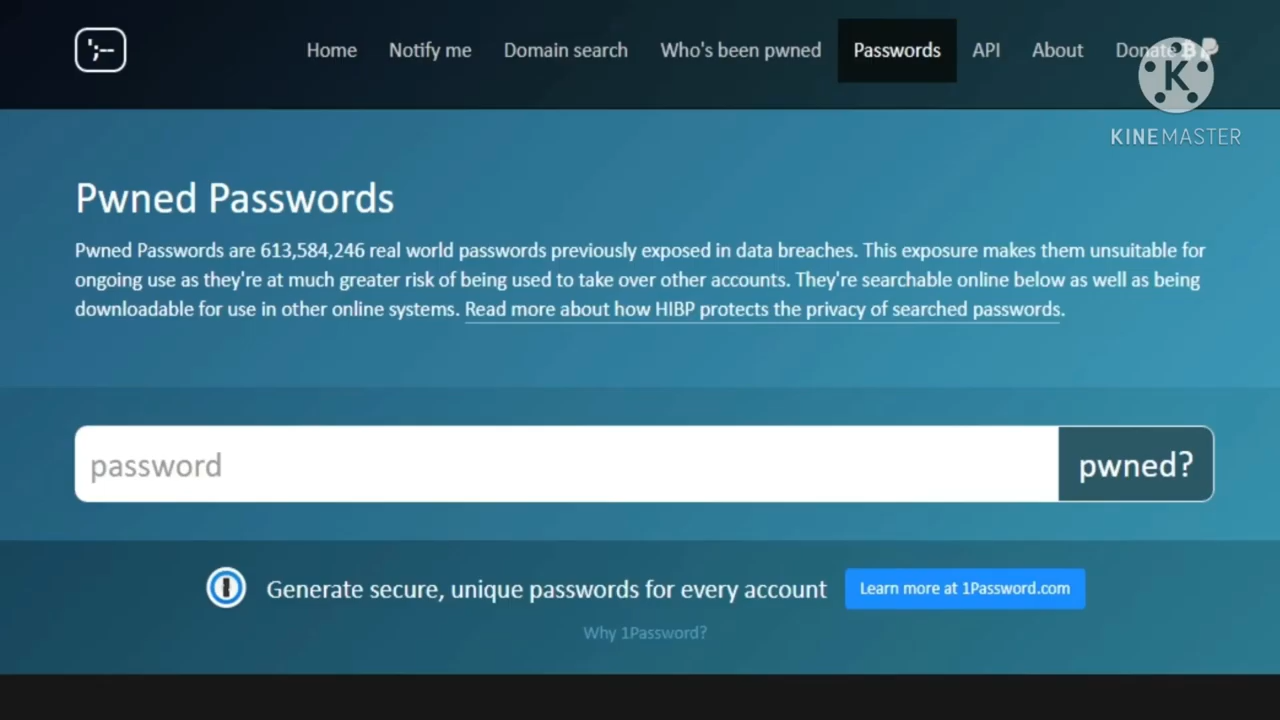 ';--
Home Notify me Domain search Who's been pwned Passwords API About Donate
K
KINEMASTER
Pwned Passwords
Pwned Passwords are 613,584,246 real world passwords previously exposed in data breaches. This exposure makes them unsuitable for
ongoing use as they're at much greater risk of being used to take over other accounts. They're searchable online below as well as being
downloadable for use in other online systems. Read more about how HIBP protects the privacy of searched passwords.
password pwned?
Generate secure, unique passwords for every account Learn more at 1Password.com
Why 1Password?